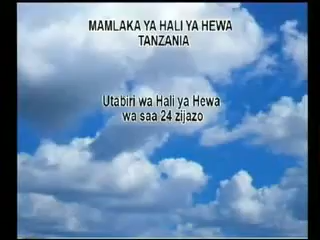 MAMLAKA YA HALI YA HEWA
TANZANIA
Utabiri wa Hali ya Hewa
wa saa 24 zijazo